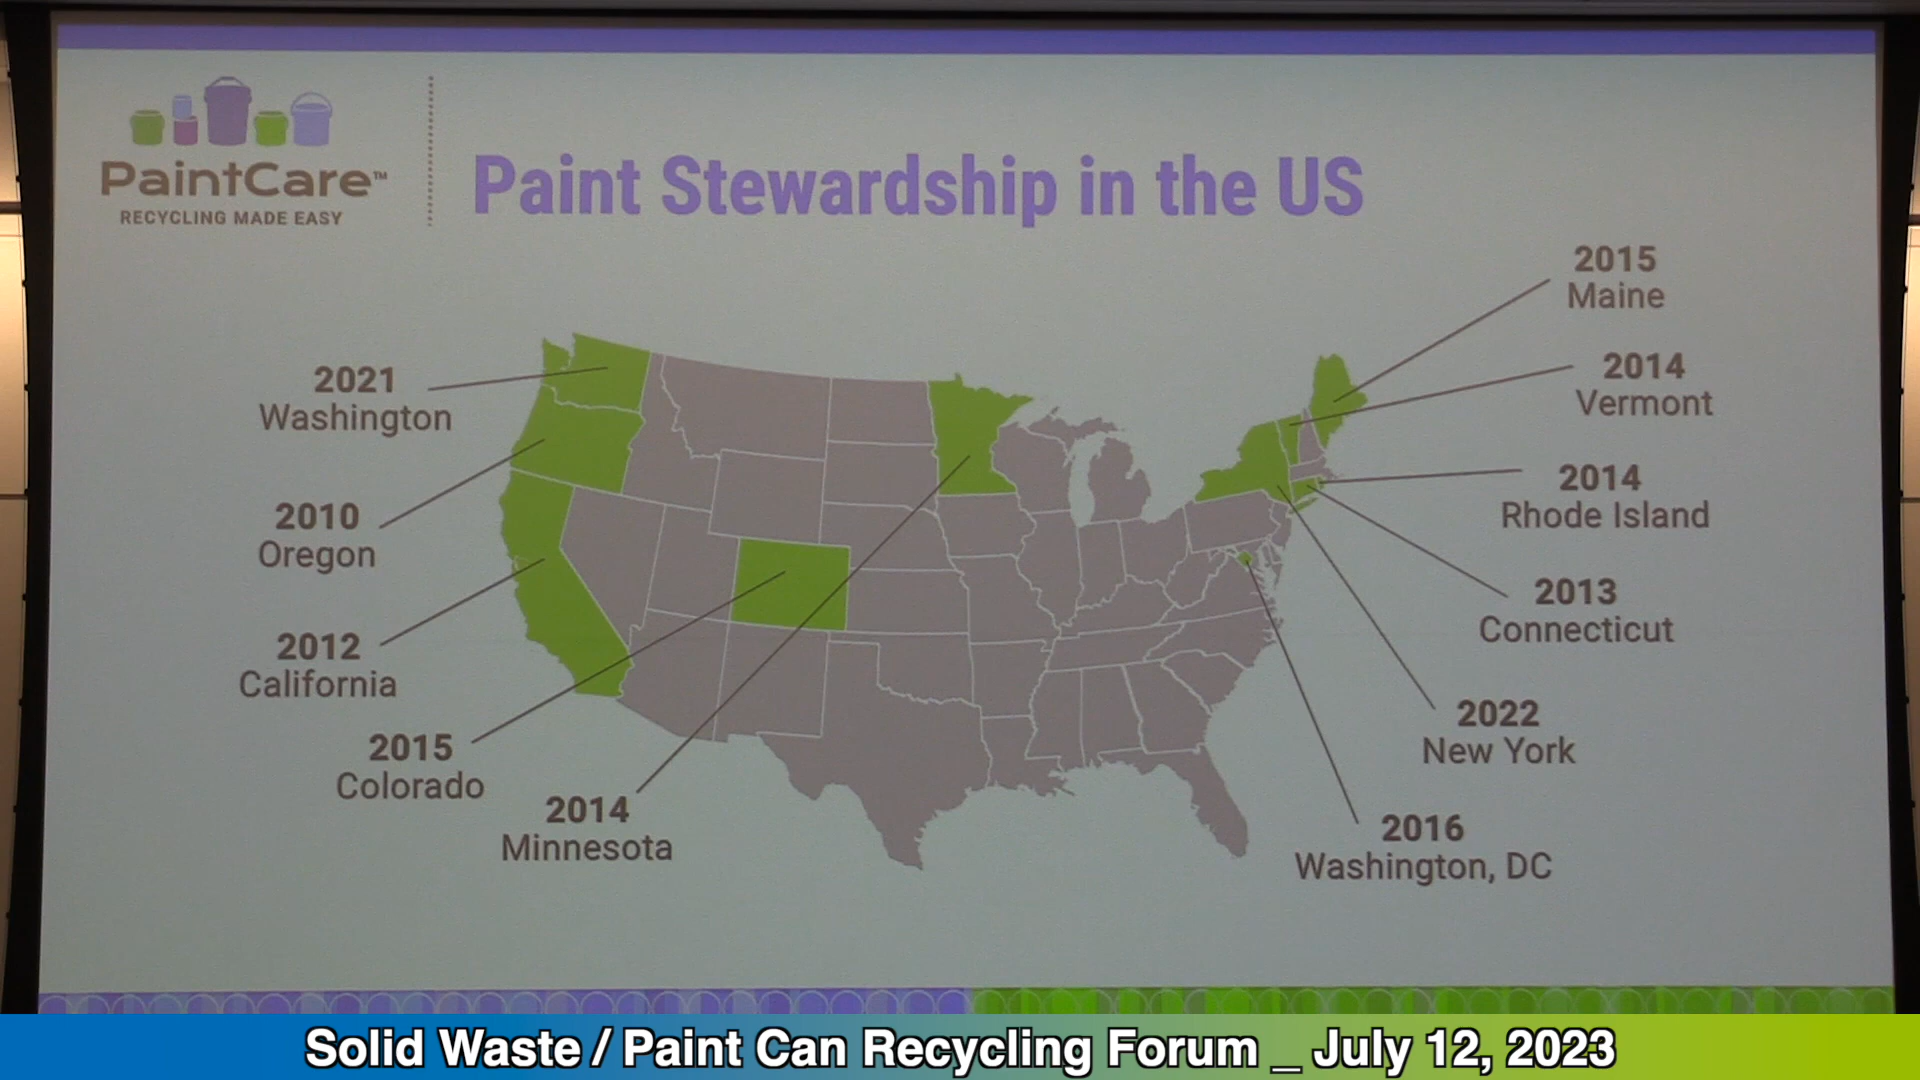 PaintCare™
RECYCLING MADE EASY
Paint Stewardship in the US
2021
Washington
2010
Oregon
2012
California
2015
Colorado
2014
Minnesota
2015
Maine
2014
Vermont
2014
Rhode Island
2013
Connecticut
2022
New York
2016
Washington, DC
Solid Waste / Paint Can Recycling Forum _ July 12, 2023